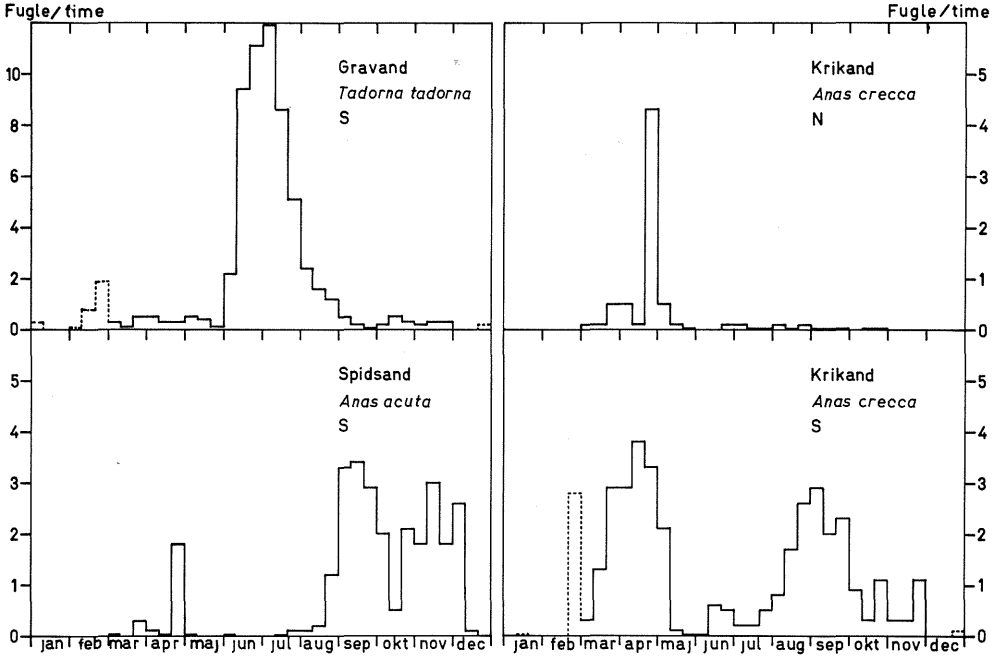 Fugle/time
Fugle/time
Gravand
Tadorna tadorna
S
10
8
6
4
2
0
Krikand
Anas crecca
N
5
4
3
2
1
0
Spidsand
Anas acuta
S
5
4
3
2
1
0
Krikand
Anas crecca
S
5
4
3
2
1
0
jan feb mar apr maj jun jul aug sep okt nov dec
jan feb mar apr maj jun jul aug sep okt nov dec